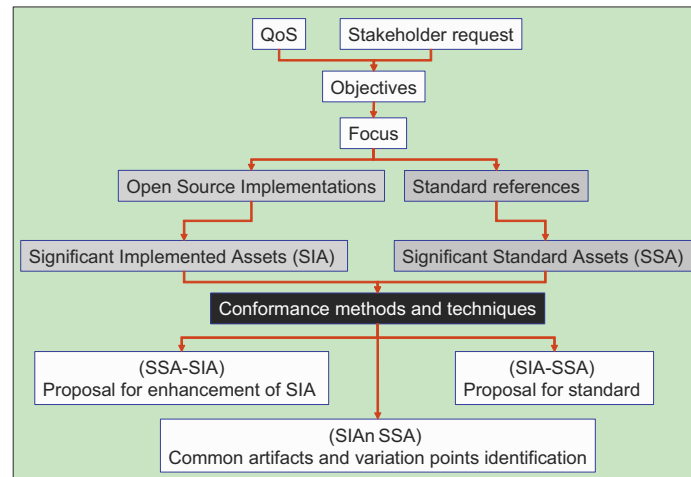 QoS
Stakeholder request
Objectives
Focus
Open Source Implementations
Standard references
Significant Implemented Assets (SIA)
Significant Standard Assets (SSA)
Conformance methods and techniques
(SSA-SIA)
Proposal for enhancement of SIA
(SIA-SSA)
Proposal for standard
(SIAn SSA)
Common artifacts and variation points identification